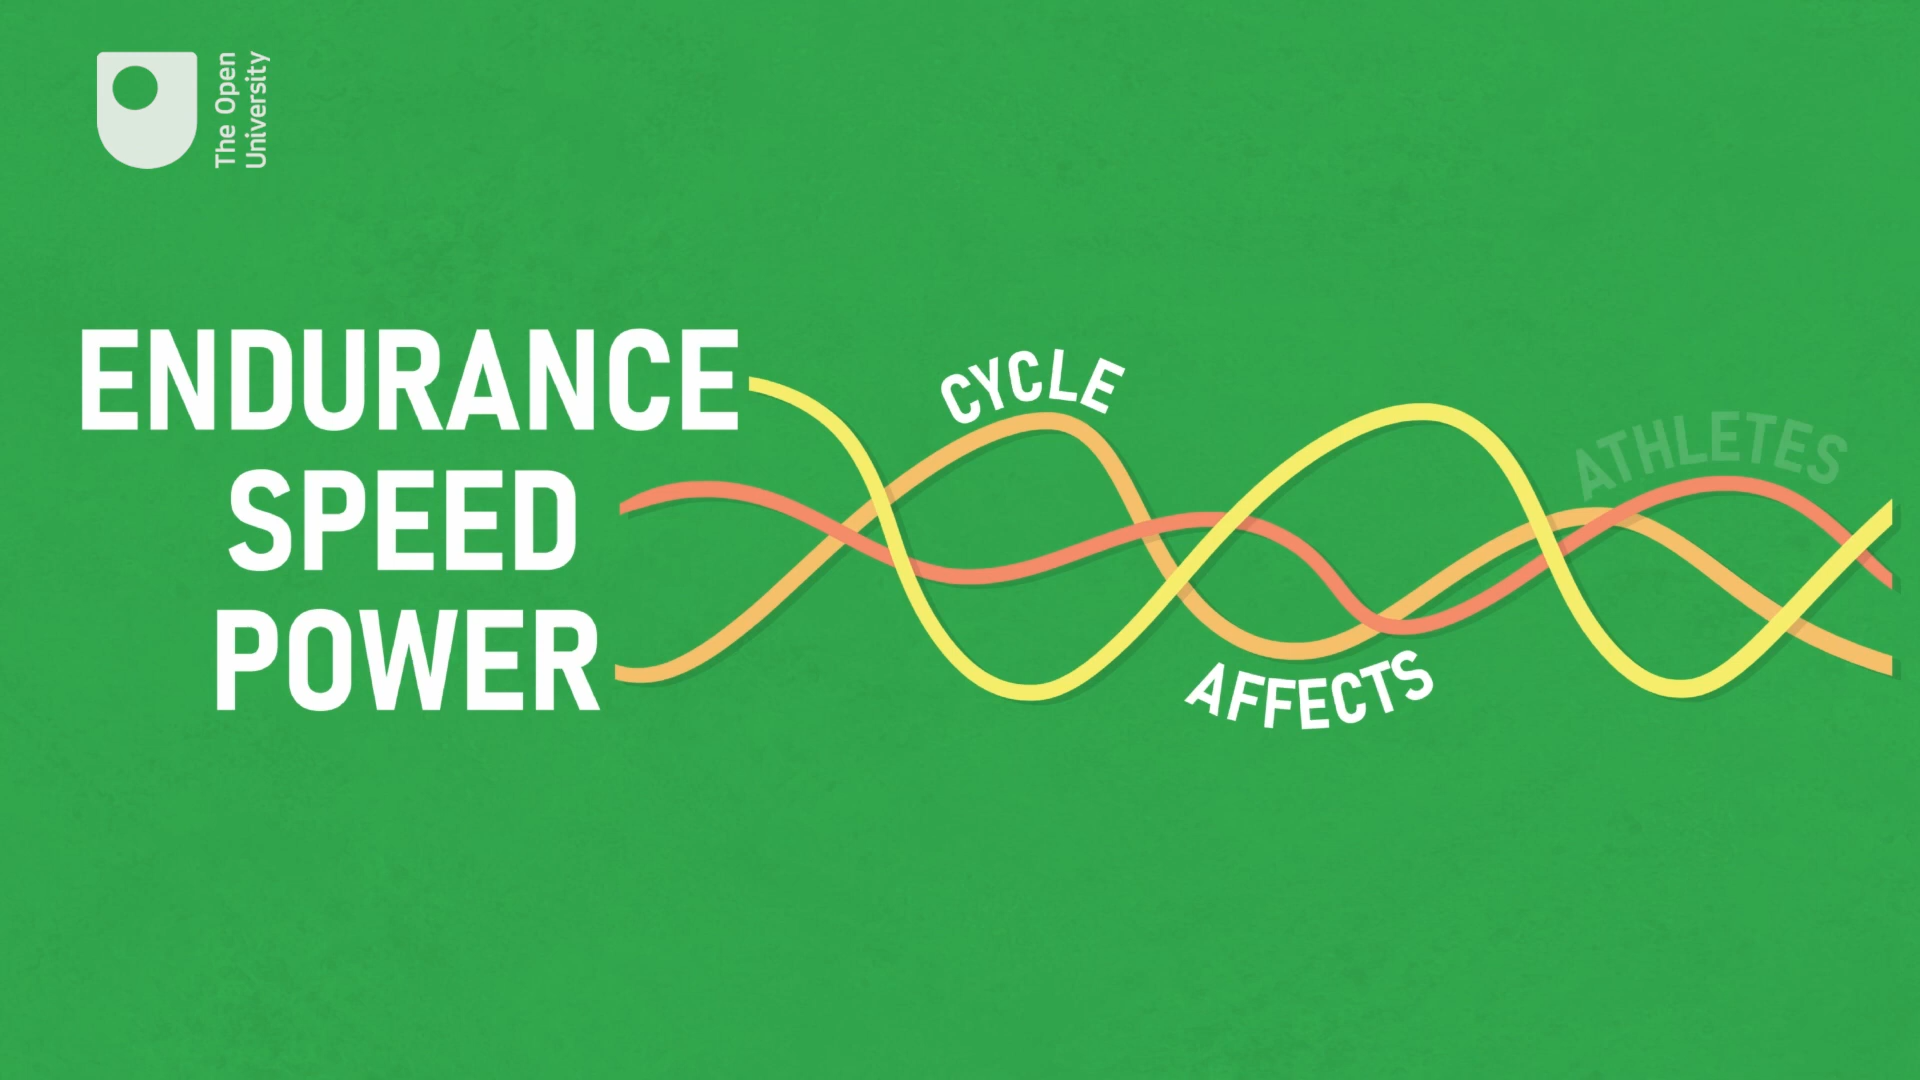 The Open
University
ENDURANCE
SPEED
POWER
CYCLE
AFFECTS
ATHLETES